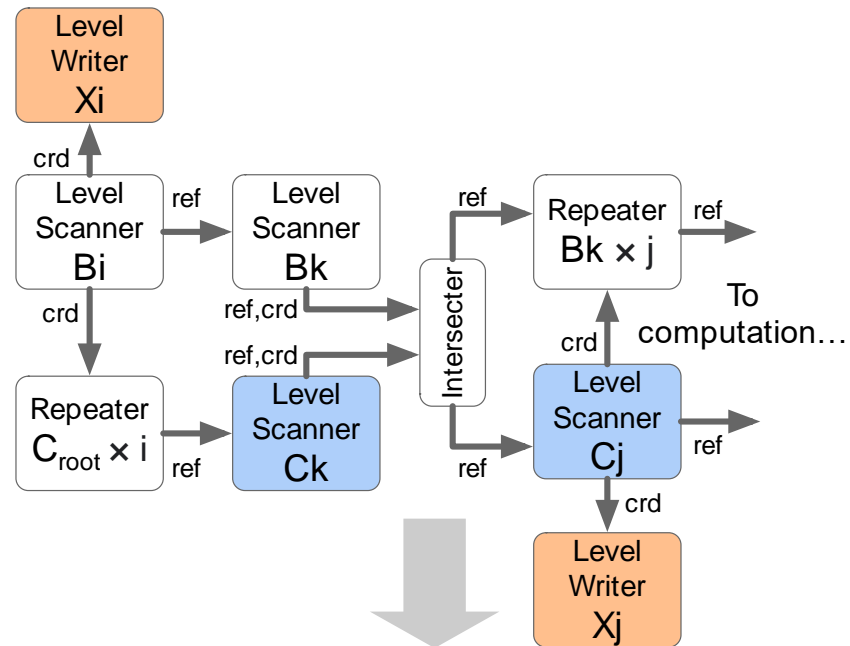 Level
Writer
Xi
crd
Level
Scanner
Bi
ref
Level
Scanner
Bk
ref
Repeater
Bk × j
ref
crd
ref,crd
Intersecter
To
computation…
ref,crd
crd
Repeater
C_root × i
ref
Level
Scanner
Ck
ref
Level
Scanner
Cj
ref
crd
Level
Writer
Xj